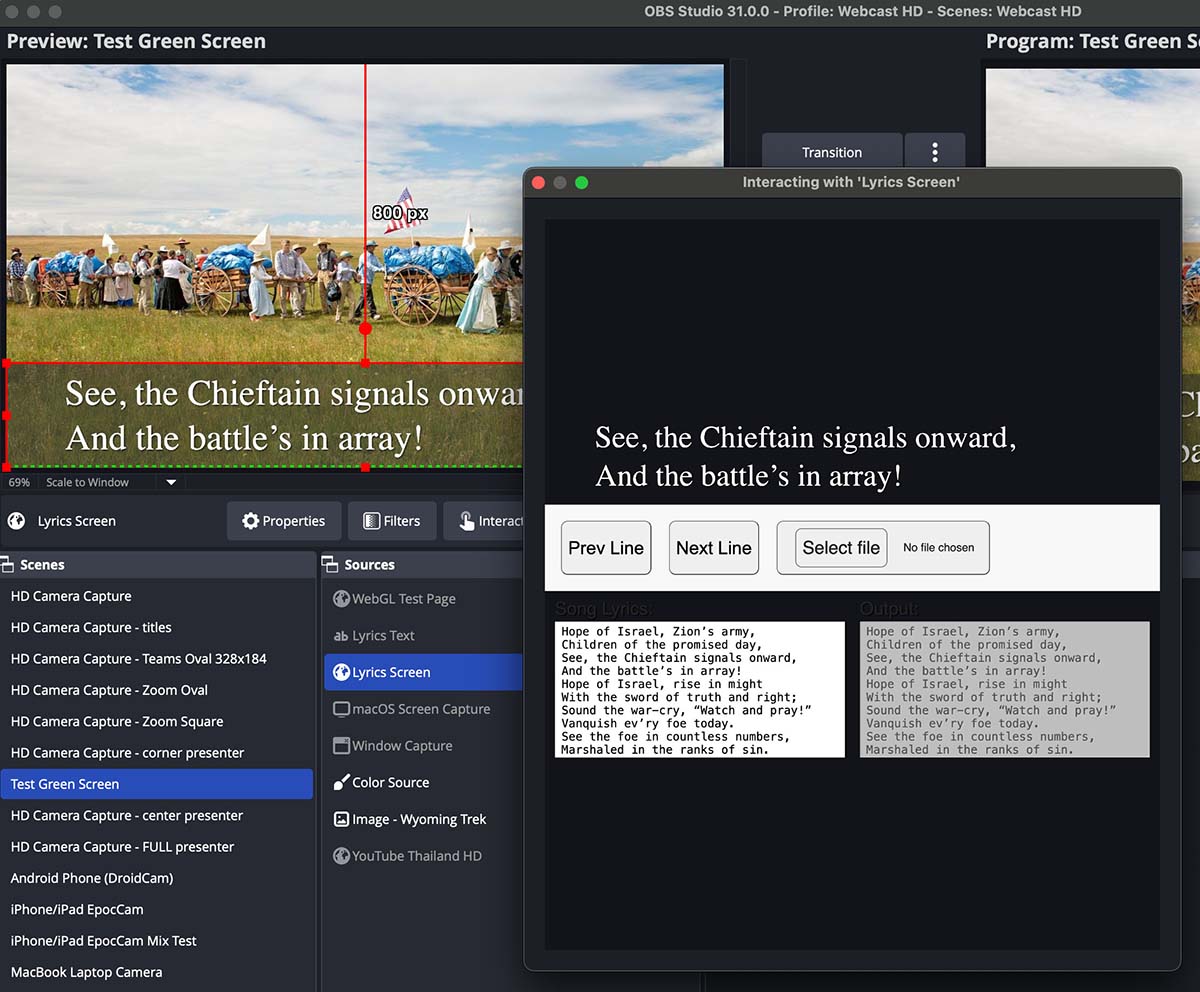 OBS Studio 31.0.0 - Profile: Webcast HD - Scenes: Webcast HD
Preview: Test Green Screen
Program: Test Green S
800 px
See, the Chieftain signals onwar
And the battle’s in array!
Transition
69%
Scale to Window
Lyrics Screen
Properties
Filters
Interact
Scenes
HD Camera Capture
HD Camera Capture - titles
HD Camera Capture - Teams Oval 328x184
HD Camera Capture - Zoom Oval
HD Camera Capture - Zoom Square
HD Camera Capture - corner presenter
Test Green Screen
HD Camera Capture - center presenter
HD Camera Capture - FULL presenter
Android Phone (DroidCam)
iPhone/iPad EpocCam
iPhone/iPad EpocCam Mix Test
MacBook Laptop Camera
Sources
WebGL Test Page
ab Lyrics Text
Lyrics Screen
macOS Screen Capture
Window Capture
Color Source
Image - Wyoming Trek
YouTube Thailand HD
Interacting with 'Lyrics Screen'
See, the Chieftain signals onward,
And the battle’s in array!
Prev Line
Next Line
Select file
No file chosen
Song Lyrics:
Hope of Israel, Zion’s army,
Children of the promised day,
See, the Chieftain signals onward,
And the battle’s in array!
Hope of Israel, rise in might
With the sword of truth and right;
Sound the war-cry, “Watch and pray!”
Vanquish ev’ry foe today.
See the foe in countless numbers,
Marshaled in the ranks of sin.
Output:
Hope of Israel, Zion’s army,
Children of the promised day,
See, the Chieftain signals onward,
And the battle’s in array!
Hope of Israel, rise in might
With the sword of truth and right;
Sound the war-cry, “Watch and pray!”
Vanquish ev’ry foe today.
See the foe in countless numbers,
Marshaled in the ranks of sin.